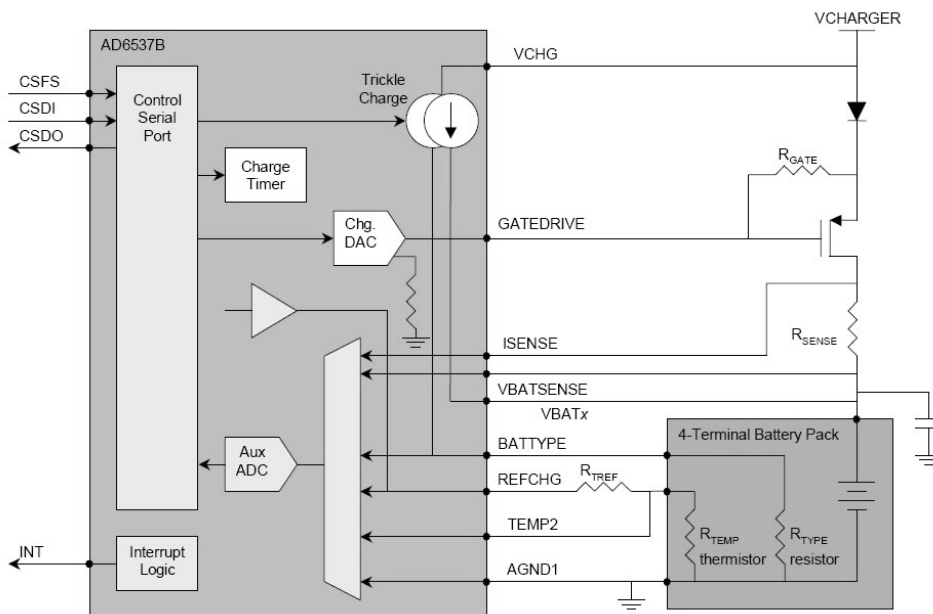 VCHARGER
AD6537B
VCHG
CSFS
CSDI
CSDO
Control
Serial
Port
Trickle
Charge
Charge
Timer
RGATE
Chg.
DAC
GATEDRIVE
ISENSE
RSENSE
VBATSENSE
VBATx
4-Terminal Battery Pack
BATTYPE
Aux
ADC
REFCHG
RTREF
TEMP2
RTEMP
thermistor
RTYPE
resistor
INT
Interrupt
Logic
AGND1